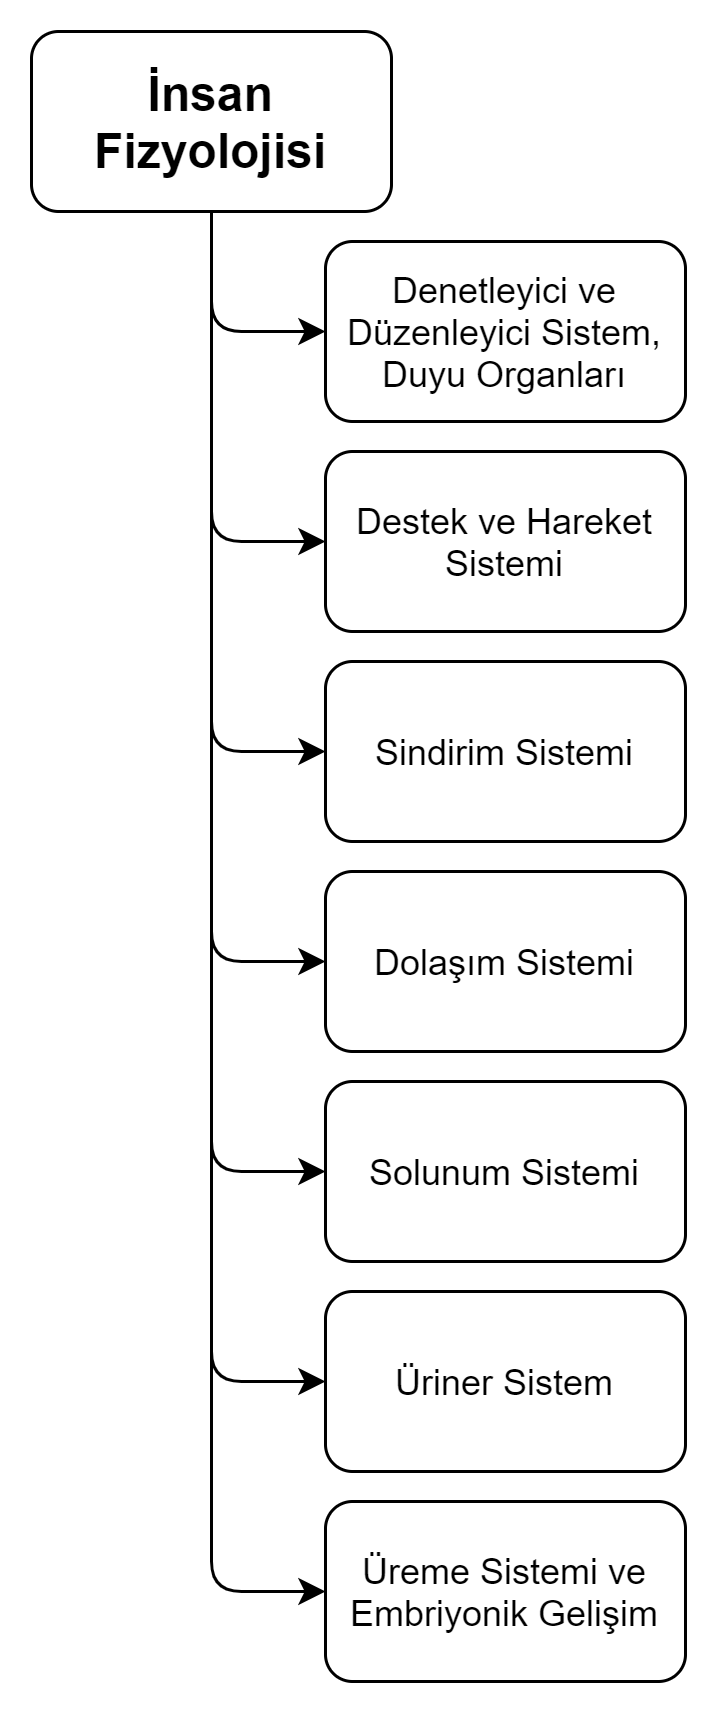 İnsan
Fizyolojisi
Denetleyici ve
Düzenleyici Sistem,
Duyu Organları
Destek ve Hareket
Sistemi
Sindirim Sistemi
Dolaşım Sistemi
Solunum Sistemi
Üriner Sistem
Üreme Sistemi ve
Embriyonik Gelişim